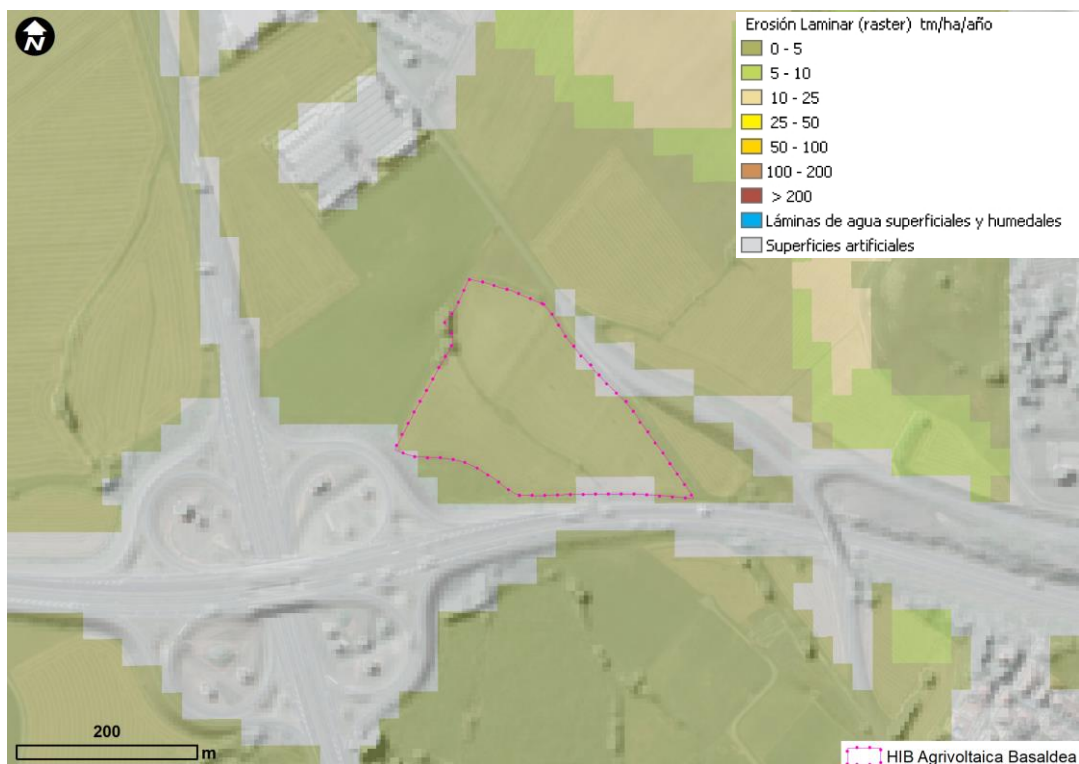 N
Erosión Laminar (raster) tm/ha/año
0 - 5
5 - 10
10 - 25
25 - 50
50 - 100
100 - 200
> 200
Láminas de agua superficiales y humedales
Superficies artificiales
200
m
HIB Agrivoltaica Basaldea